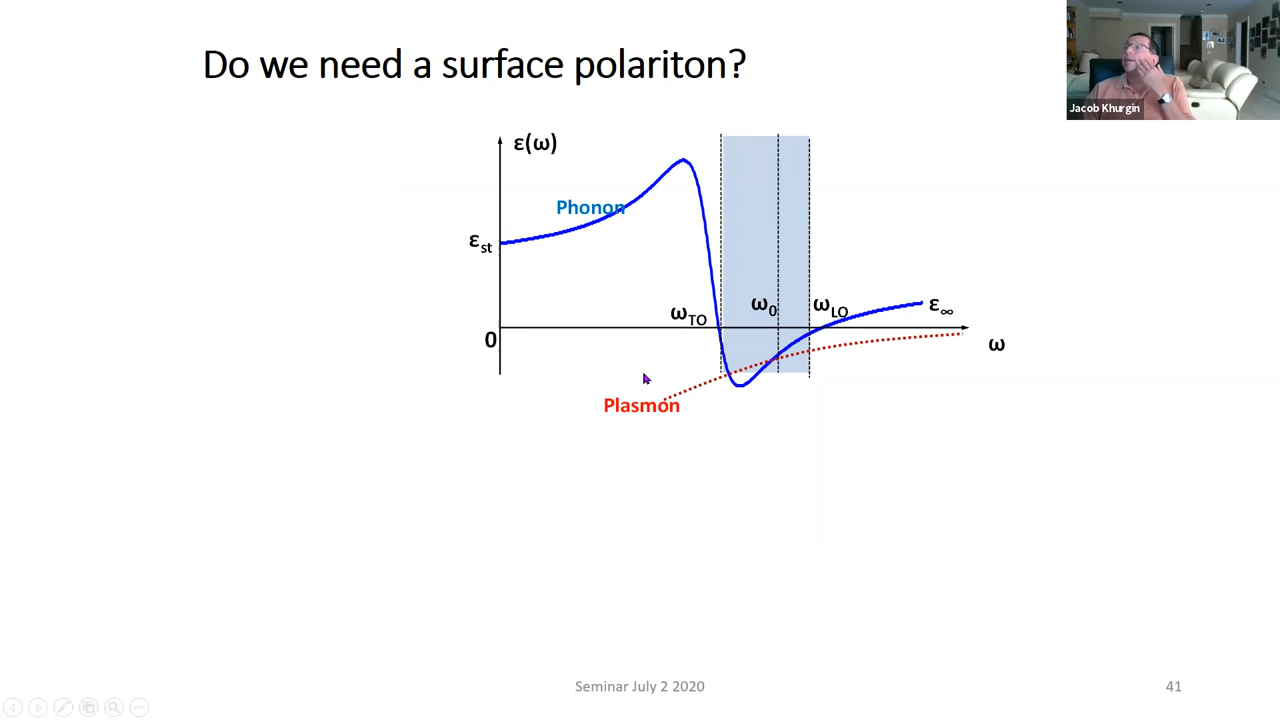 Do we need a surface polariton?
Jacob Khurgin
ε(ω)
Phonon
εst
ωTO
ω0
ωLO
ε∞
0
ω
Plasmon
Seminar July 2 2020
41